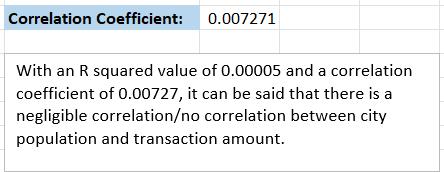 Correlation Coefficient: 0.007271
With an R squared value of 0.00005 and a correlation
coefficient of 0.00727, it can be said that there is a
negligible correlation/no correlation between city
population and transaction amount.